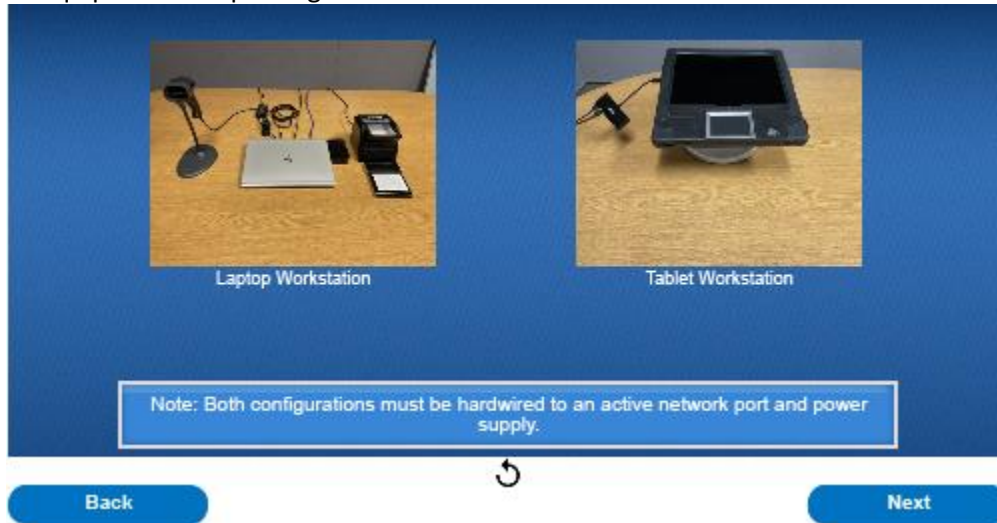 Laptop Workstation
Tablet Workstation
Note: Both configurations must be hardwired to an active network port and power
supply.
Back
Next